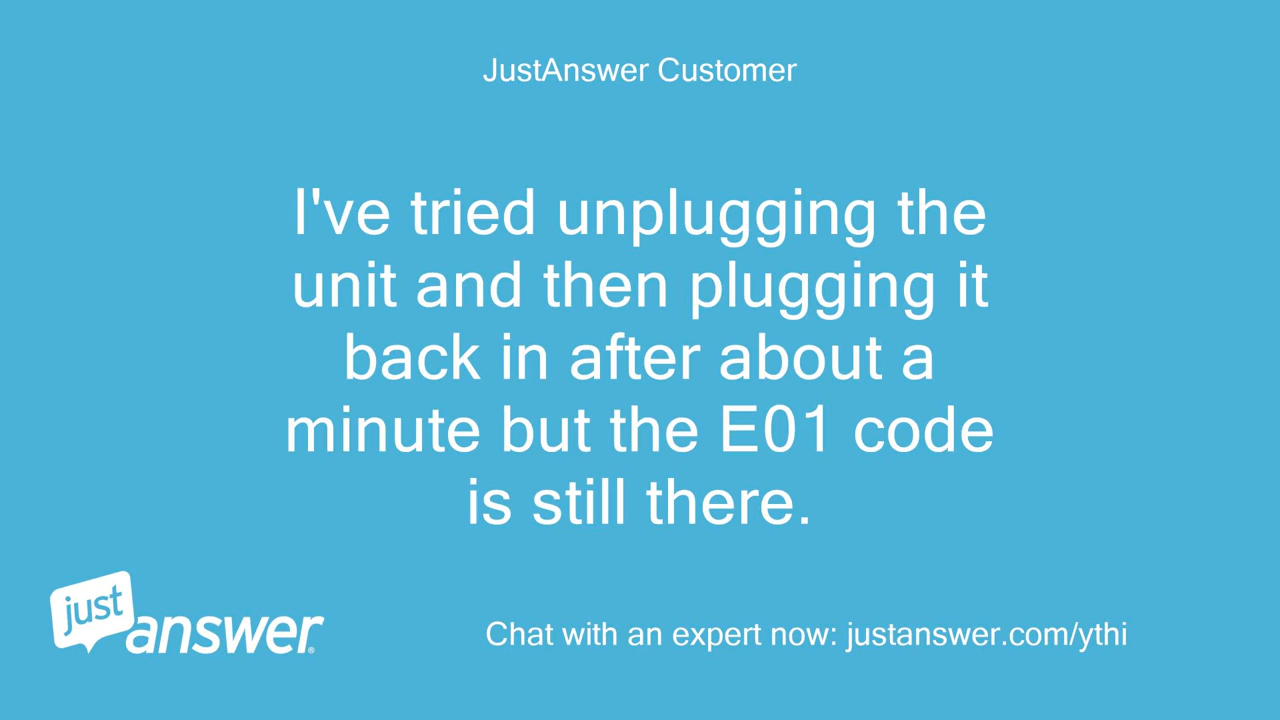 JustAnswer Customer
I've tried unplugging the
unit and then plugging it
back in after about a
minute but the E01 code
is still there.
just
answer®
Chat with an expert now: justanswer.com/ythi